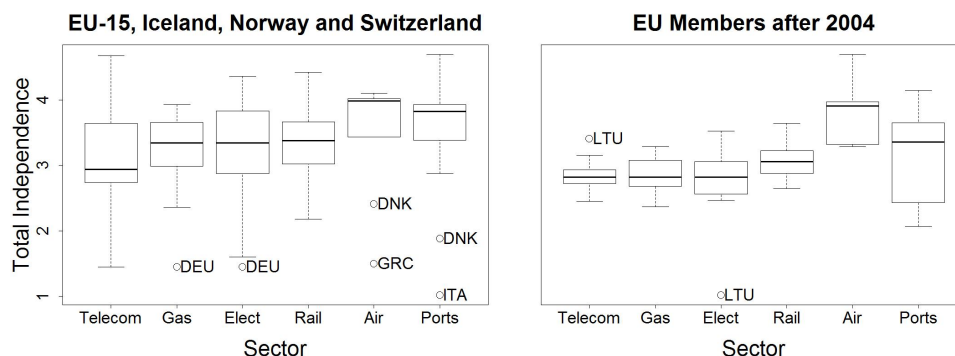 EU-15, Iceland, Norway and Switzerland
Total Independence
4
3
2
1
DEU
DEU
DNK
GRC
DNK
ITA
Telecom Gas Elect Rail Air Ports
Sector
EU Members after 2004
LTU
LTU
Telecom Gas Elect Rail Air Ports
Sector